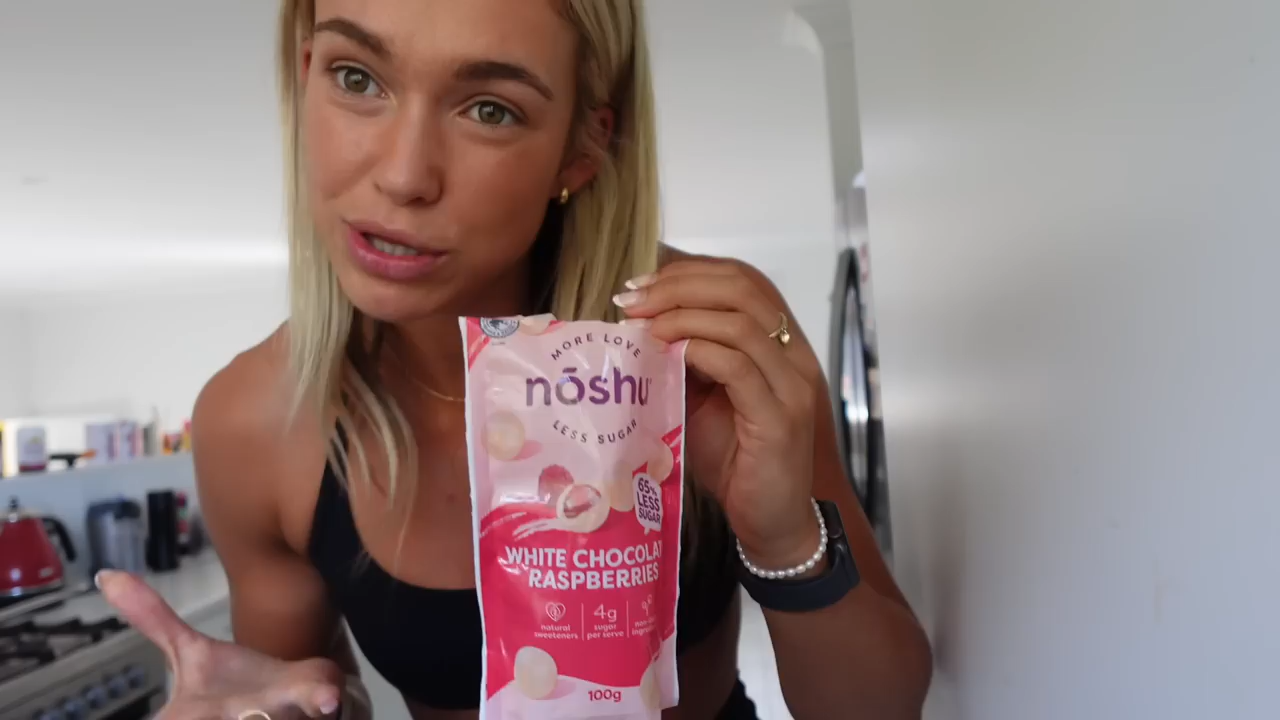 MORE LOVE
nōshu
LESS SUGAR
65%
LESS
SUGAR
WHITE CHOCOLAT
RASPBERRIES
natural
sweeteners
4g
sugar
per serve
100g